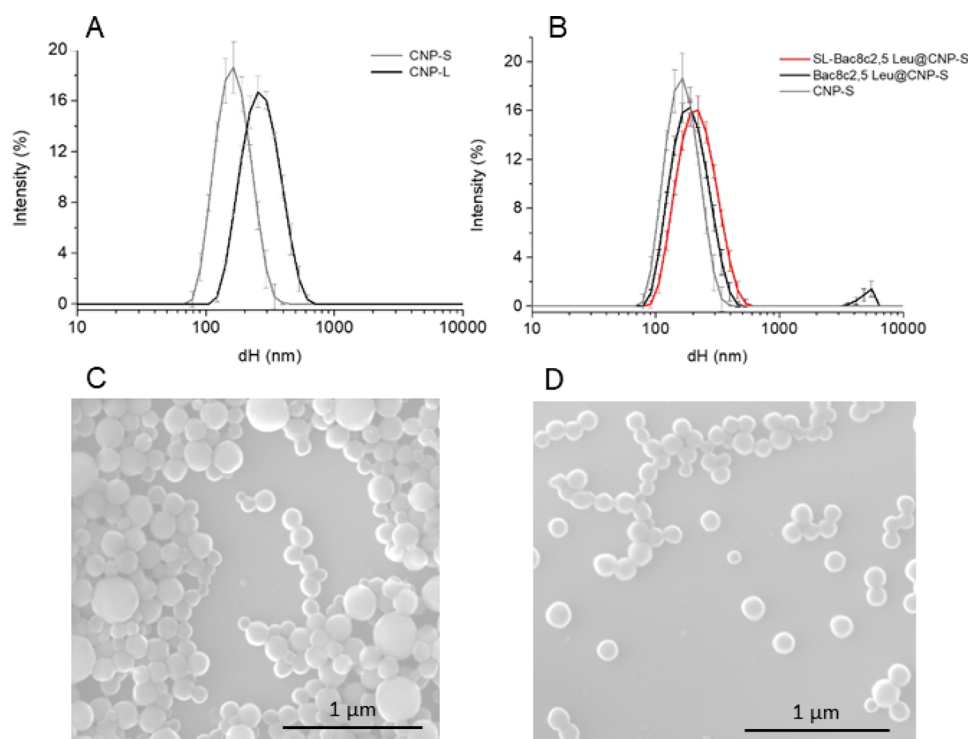 A
CNP-S
CNP-L
20
16
12
8
4
0
Intensity (%)
10
100
1000
10000
dH (nm)
B
SL-Bac8c2,5 Leu@CNP-S
Bac8c2,5 Leu@CNP-S
CNP-S
20
16
12
8
4
0
Intensity (%)
10
100
1000
10000
dH (nm)
C
1 μm
D
1 μm